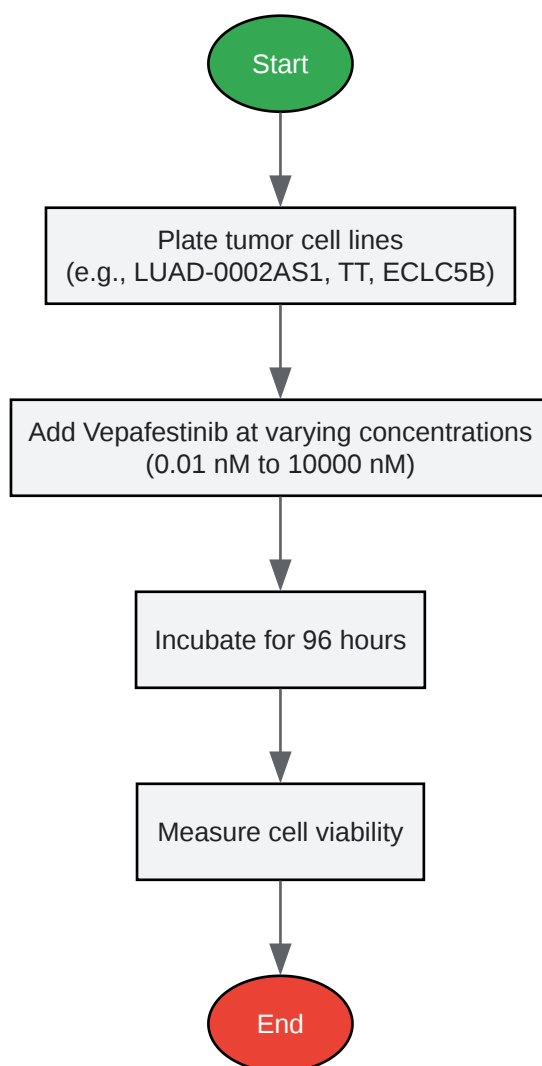 Start
Plate tumor cell lines
(e.g., LUAD-0002AS1, TT, ECLC5B)
Add Vepafestinib at varying concentrations
(0.01 nM to 10000 nM)
Incubate for 96 hours
Measure cell viability
End